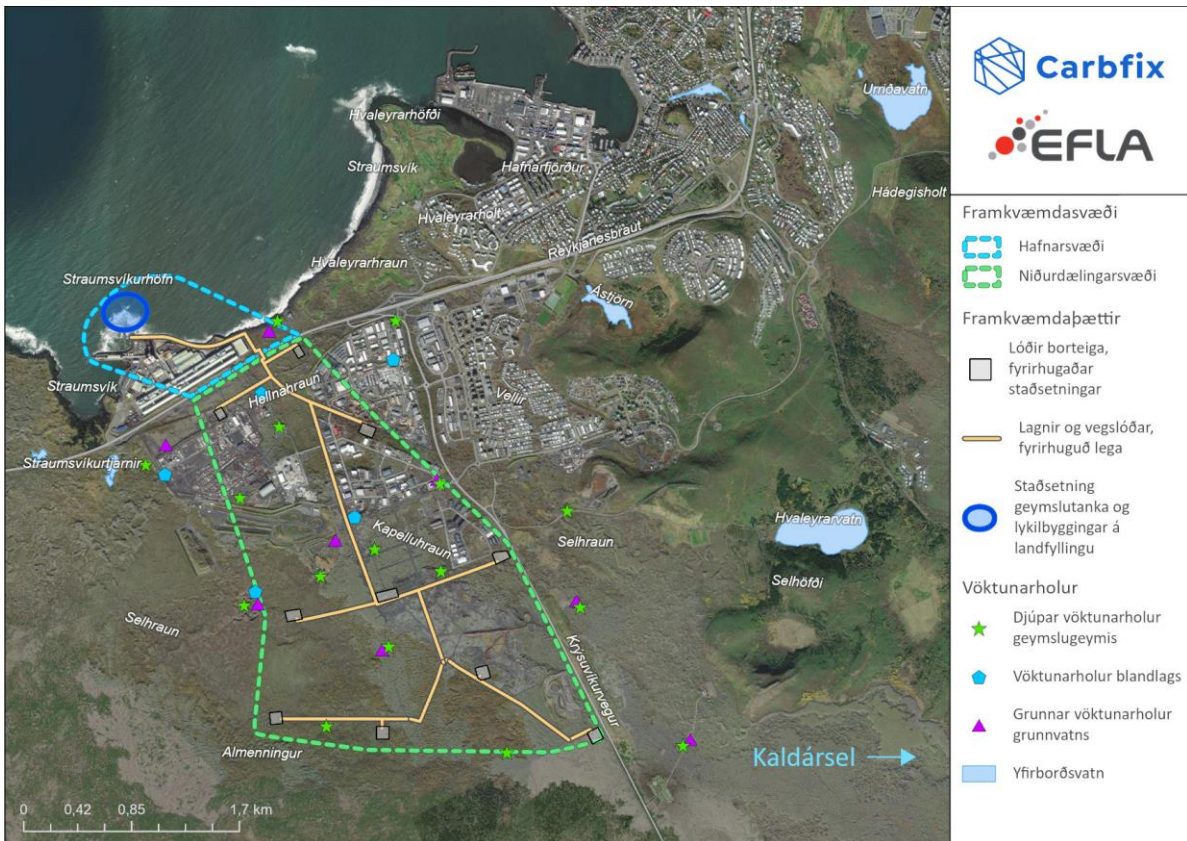 Carbfix
EFLA
Urriðavatn
Hvaleyrarhöfði
Straumsvík
Hafnarfjörður
Hádegisholt
Hvaleyrarholt
Reykjanesbraut
Hvaleyrarhraun
Straumsvíkurhöfn
Ástjörn
Straumsvík
Hellnahraun
Vellir
Straumsvíkurtjarnir
Hvaleyrarvatn
Kapelluhraun
Selhraun
Selhöfði
Selhraun
Krýsuvíkurvegur
Almenningur
Kaldársel
0 0,42 0,85 1,7 km
Framkvæmdasvæði
Hafnarsvæði
Niðurdælingarsvæði
Framkvæmdaþættir
Lóðir borteiga,
fyrirhugaðar
staðsetningar
Lagnir og vegslóðar,
fyrirhuguð lega
Staðsetning
geymslutanka og
lykilbyggingar á
landfyllingu
Vöktunarholur
Djúpar vöktunarholur
geymslugeymis
Vöktunarholur blandlags
Grunnar vöktunarholur
grunnvatns
Yfirborðsvatn